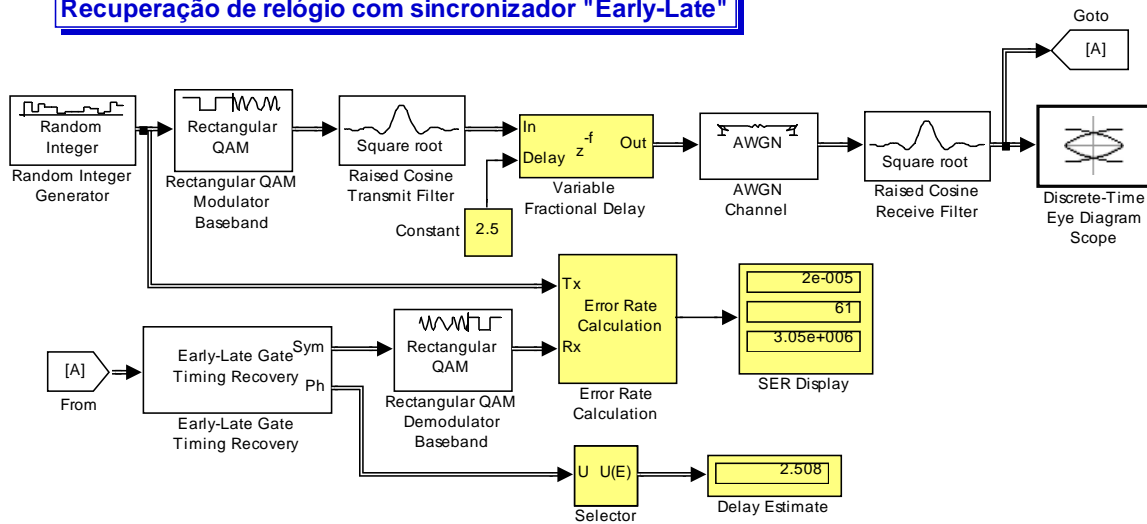 Recuperação de relógio com sincronizador "Early-Late"
Goto
[A]
Random
Integer
Random Integer
Generator
Rectangular
QAM
Rectangular QAM
Modulator
Baseband
Square root
Raised Cosine
Transmit Filter
In
Delay
z
-f
Out
Variable
Fractional Delay
Constant
2.5
AWGN
AWGN
Channel
Square root
Raised Cosine
Receive Filter
Discrete-Time
Eye Diagram
Scope
[A]
From
Early-Late Gate
Timing Recovery
Sym
Ph
Early-Late Gate
Timing Recovery
Rectangular
QAM
Rectangular QAM
Demodulator
Baseband
Tx
Rx
Error Rate
Calculation
Error Rate
Calculation
2e-005
61
3.05e+006
SER Display
U U(E)
Selector
2.508
Delay Estimate